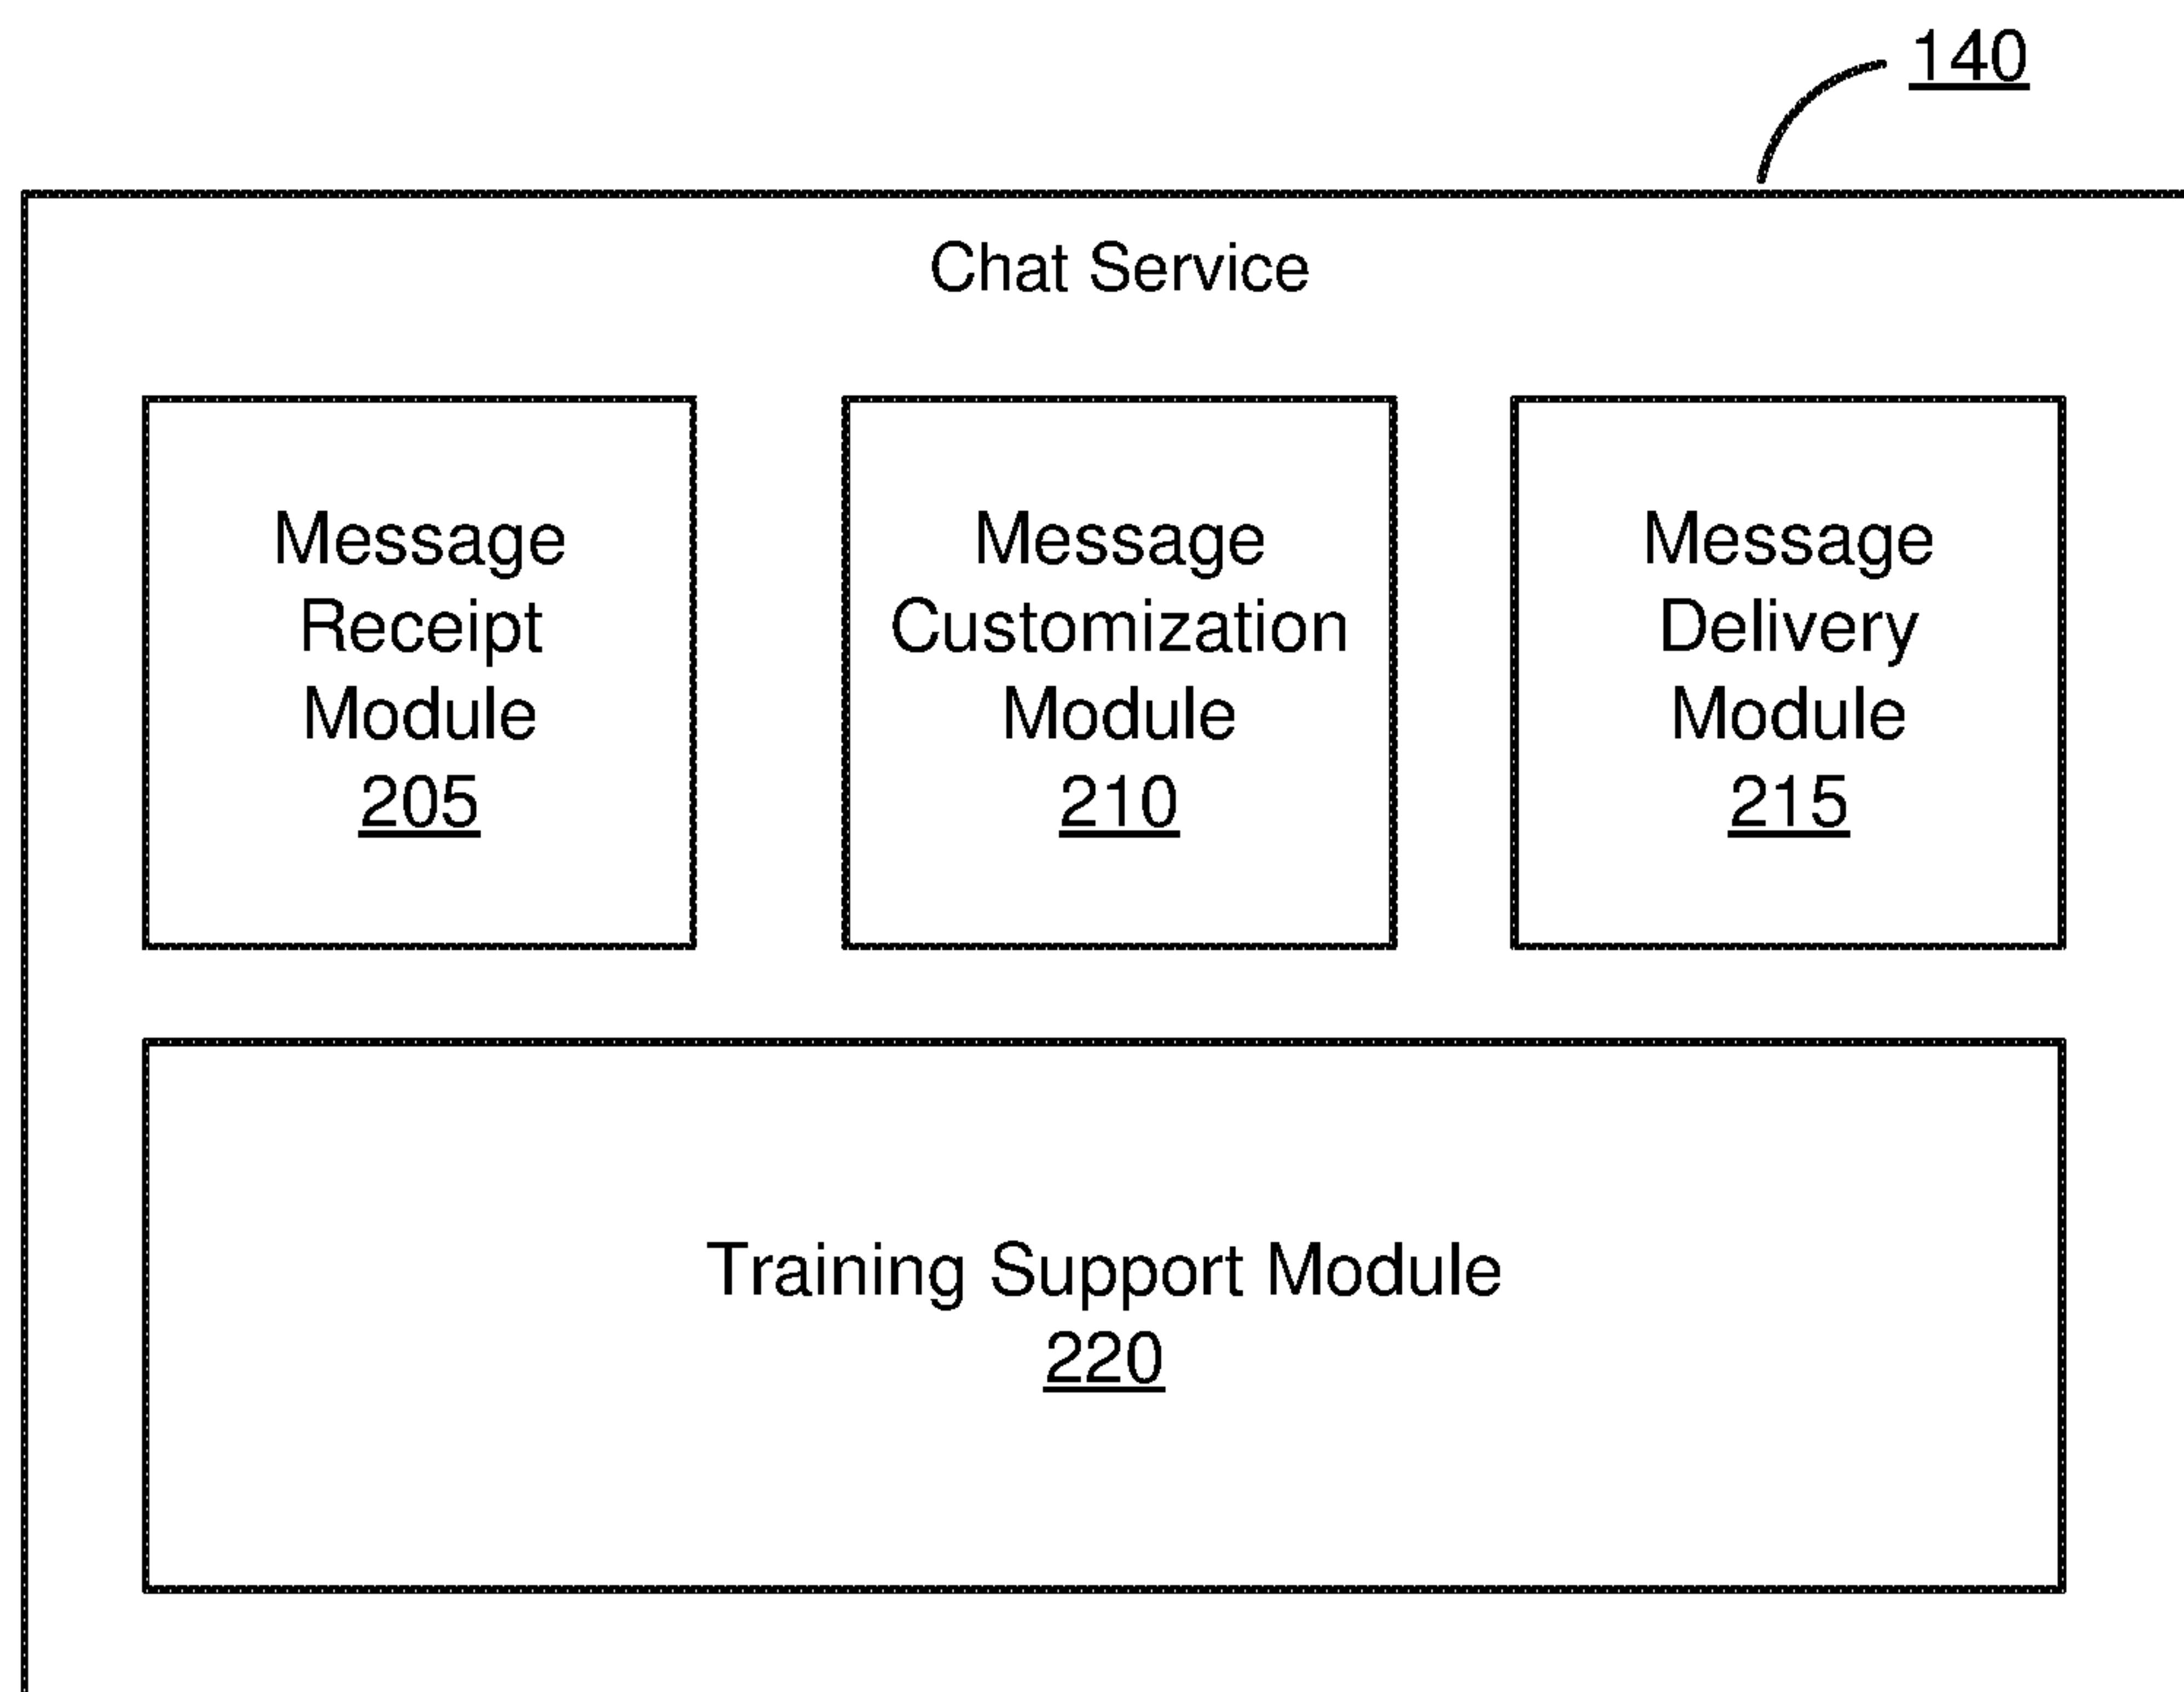 140
Chat Service
Message
Receipt
Module
205
Message
Customization
Module
210
Message
Delivery
Module
215
Training Support Module
220